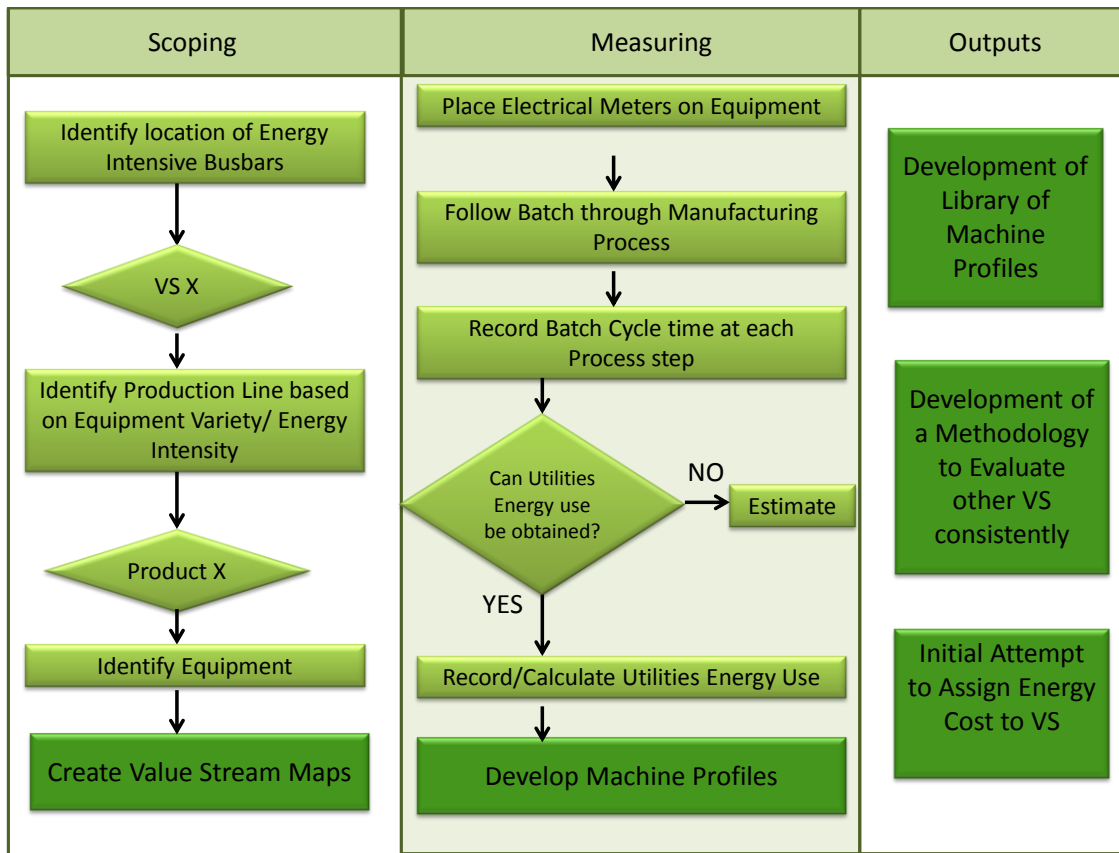 Scoping
Identify location of Energy
Intensive Busbars
VS X
Identify Production Line based
on Equipment Variety/ Energy
Intensity
Product X
Identify Equipment
Create Value Stream Maps
Measuring
Place Electrical Meters on Equipment
Follow Batch through Manufacturing
Process
Record Batch Cycle time at each
Process step
Can Utilities
Energy use
be obtained?
NO
Estimate
YES
Record/Calculate Utilities Energy Use
Develop Machine Profiles
Outputs
Development of
Library of
Machine
Profiles
Development of
a Methodology
to Evaluate
other VS
consistently
Initial Attempt
to Assign Energy
Cost to VS